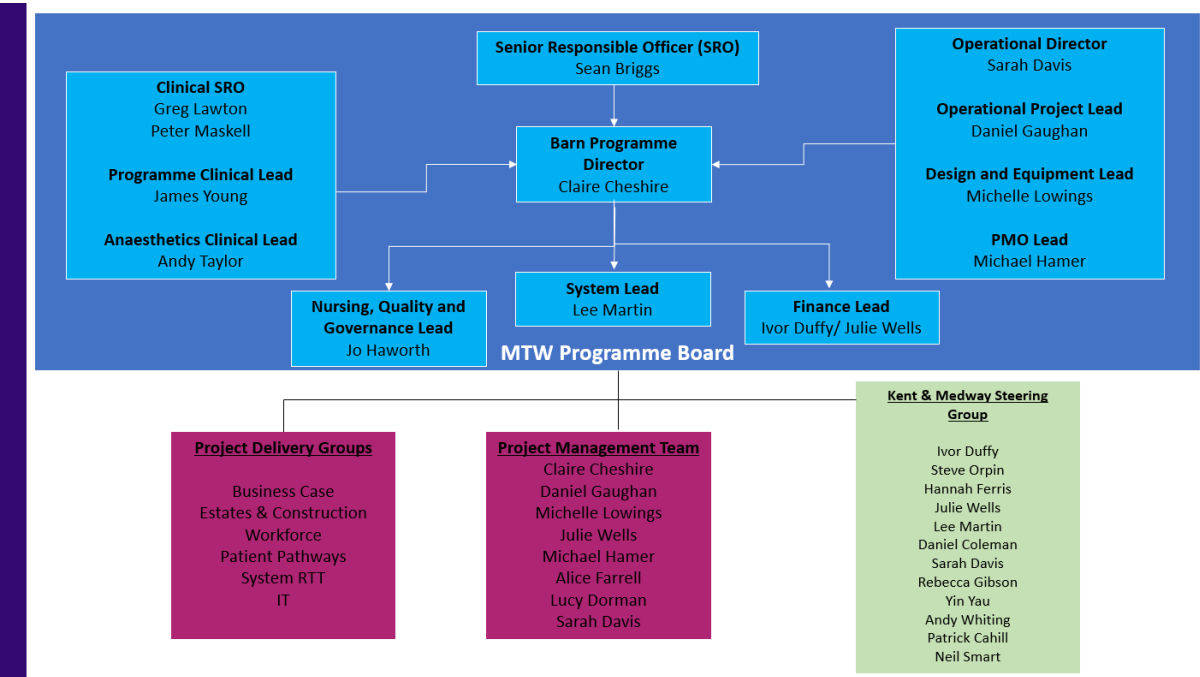 Senior Responsible Officer (SRO)
Sean Briggs
Clinical SRO
Greg Lawton
Peter Maskell
Programme Clinical Lead
James Young
Anaesthetics Clinical Lead
Andy Taylor
Barn Programme
Director
Claire Cheshire
Operational Director
Sarah Davis
Operational Project Lead
Daniel Gaughan
Design and Equipment Lead
Michelle Lowings
PMO Lead
Michael Hamer
Nursing, Quality and
Governance Lead
Jo Haworth
System Lead
Lee Martin
Finance Lead
Ivor Duffy/ Julie Wells
MTW Programme Board
Project Delivery Groups
Business Case
Estates & Construction
Workforce
Patient Pathways
System RTT
IT
Project Management Team
Claire Cheshire
Daniel Gaughan
Michelle Lowings
Julie Wells
Michael Hamer
Alice Farrell
Lucy Dorman
Sarah Davis
Kent & Medway Steering
Group
Ivor Duffy
Steve Orpin
Hannah Ferris
Julie Wells
Lee Martin
Daniel Coleman
Sarah Davis
Rebecca Gibson
Yin Yau
Andy Whiting
Patrick Cahill
Neil Smart